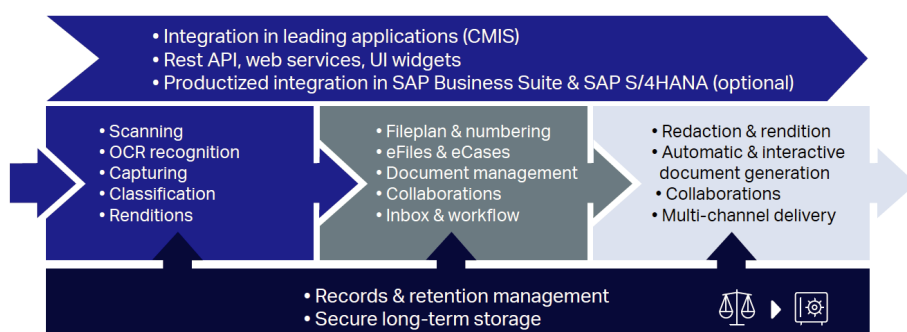 • Integration in leading applications (CMIS)
• Rest API, web services, UI widgets
• Productized integration in SAP Business Suite & SAP S/4HANA (optional)
• Scanning
• OCR recognition
• Capturing
• Classification
• Renditions
• Fileplan & numbering
• eFiles & eCases
• Document management
• Collaborations
• Inbox & workflow
• Redaction & rendition
• Automatic & interactive
document generation
• Collaborations
• Multi-channel delivery
• Records & retention management
• Secure long-term storage